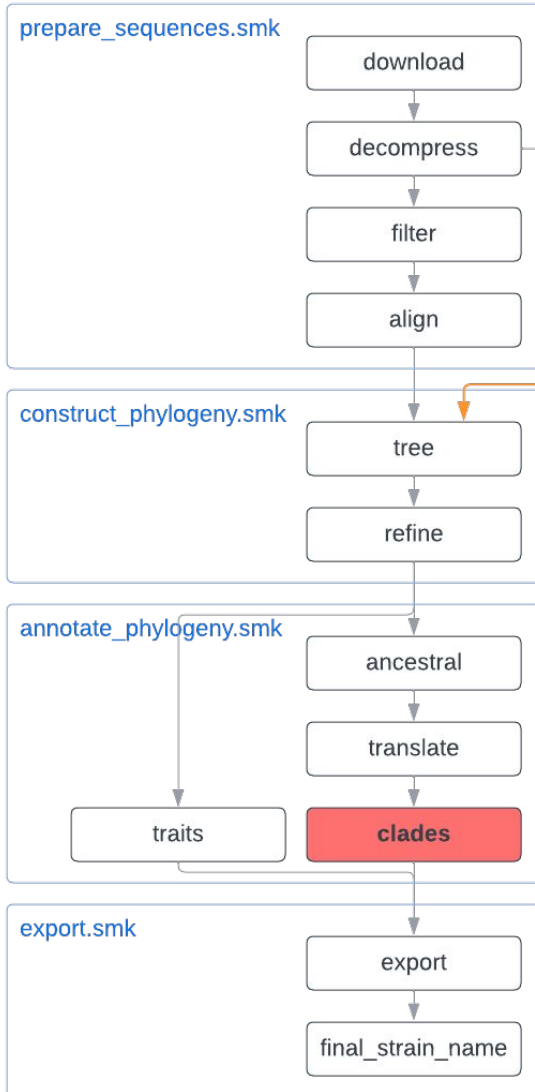 prepare_sequences.smk
download
decompress
filter
align
construct_phylogeny.smk
tree
refine
annotate_phylogeny.smk
ancestral
translate
traits
clades
export.smk
export
final_strain_name